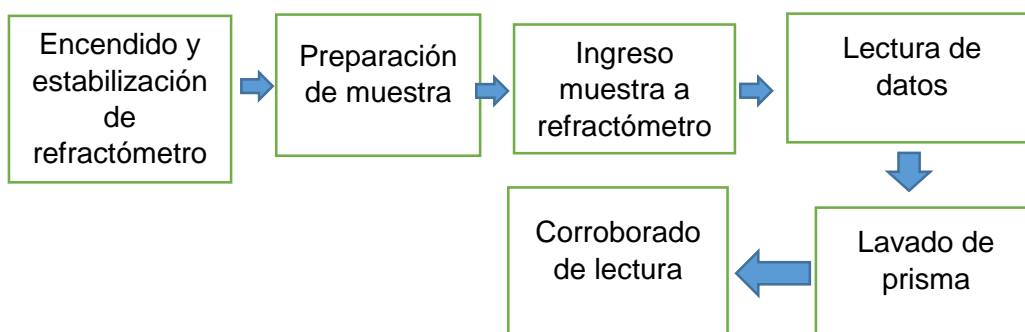 Encendido y
estabilización
de
refractómetro
Preparación
de muestra
Ingreso
muestra a
refractómetro
Lectura de
datos
Lavado de
prisma
Corroborado
de lectura